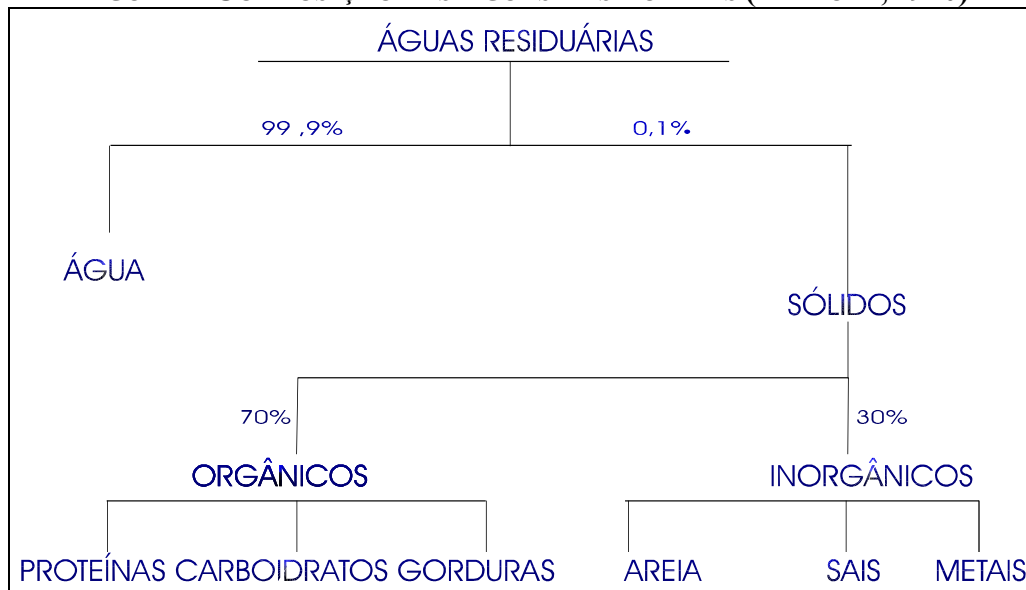 ÁGUAS RESIDUÁRIAS
99 ,9% 0,1%
ÁGUA
SÓLIDOS
70% 30%
ORGÂNICOS INORGÂNICOS
PROTEÍNAS CARBOIDRATOS GORDURAS AREIA SAIS METAIS